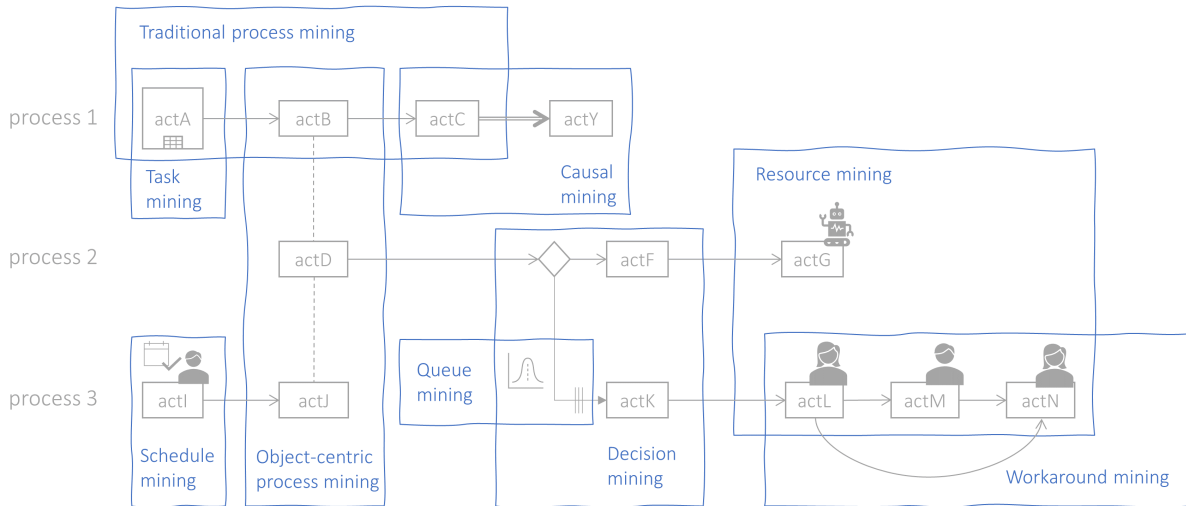 Traditional process mining
process 1
actA
actB
actC
actY
Task
mining
Causal
mining
Resource mining
process 2
actD
actF
actG
process 3
actI
actJ
Queue
mining
actK
actL
actM
actN
Schedule
mining
Object-centric
process mining
Decision
mining
Workaround mining